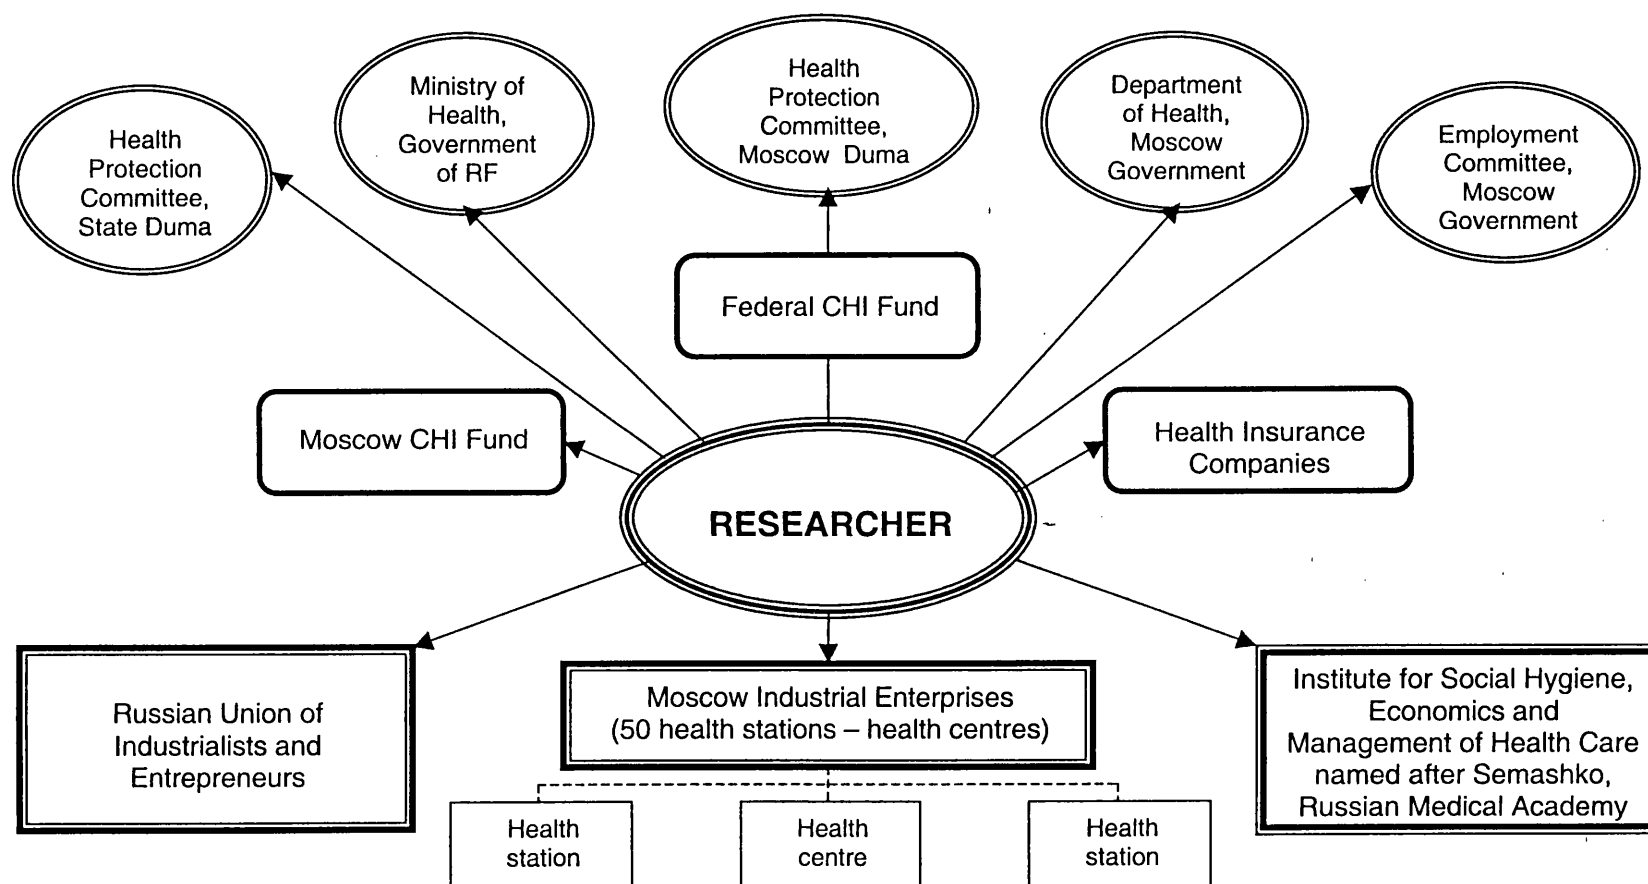 Health
Protection
Committee,
State Duma
Ministry of
Health,
Government
of RF
Health
Protection
Committee,
Moscow Duma
Department
of Health,
Moscow
Government
Employment
Committee,
Moscow
Government
Federal CHI Fund
Moscow CHI Fund
Health Insurance
Companies
RESEARCHER
Russian Union of
Industrialists and
Entrepreneurs
Moscow Industrial Enterprises
(50 health stations – health centres)
Institute for Social Hygiene,
Economics and
Management of Health Care
named after Semashko,
Russian Medical Academy
Health
station
Health
centre
Health
station